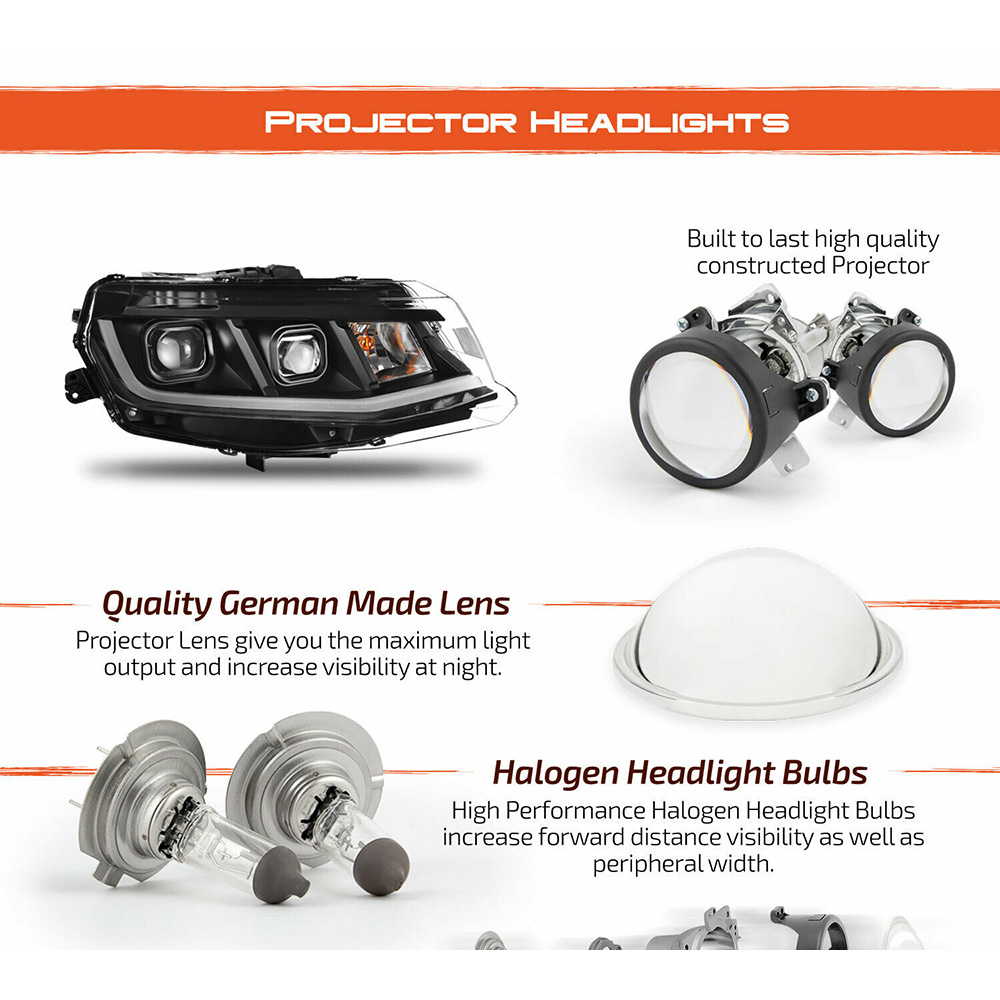 PROJECTOR HEADLIGHTS
Built to last high quality
constructed Projector
Quality German Made Lens
Projector Lens give you the maximum light
output and increase visibility at night.
Halogen Headlight Bulbs
High Performance Halogen Headlight Bulbs
increase forward distance visibility as well as
peripheral width.